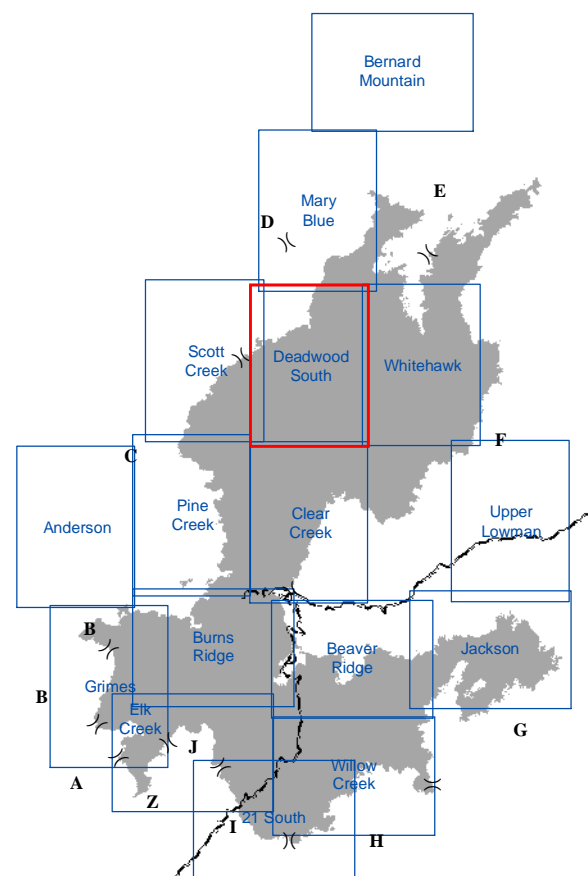 Bernard
Mountain
E
Mary
Blue
D
Scott
Creek
Deadwood
South
Whitehawk
F
C
Pine
Creek
Clear
Creek
Upper
Lowman
Anderson
B
Burns
Ridge
Beaver
Ridge
Jackson
B
Grimes
Elk
Creek
G
J
A
Z
Willow
Creek
I
21 South
H